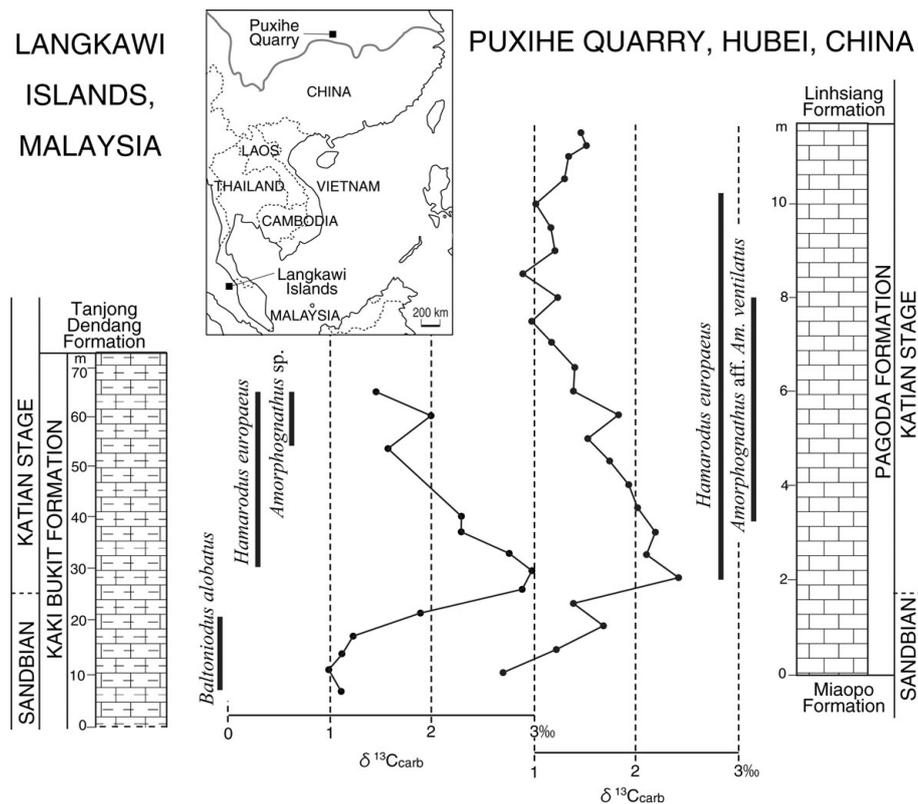 LANGKAWI
ISLANDS,
MALAYSIA
PUXIHE QUARRY, HUBEI, CHINA
Puxihe
Quarry
CHINA
LAOS
THAILAND
VIETNAM
CAMBODIA
Langkawi
Islands
MALAYSIA
200 km
Tanjong
Dendang
Formation
m
70
60
50
40
30
20
10
0
KATIAN STAGE
SANDBIAN
KAKI BUKIT FORMATION
Baltoniodus alobatus
Hamarodus europaeus
Amorphognathus sp.
0
1
2
3‰
δ 13Ccarb
1
2
3‰
δ 13Ccarb
Hamarodus europaeus
Amorphognathus aff. Am. ventilatus
Linhsiang
Formation
m
10
8
6
4
2
0
Miaopo
Formation
PAGODA FORMATION
KATIAN STAGE
SANDBIAN